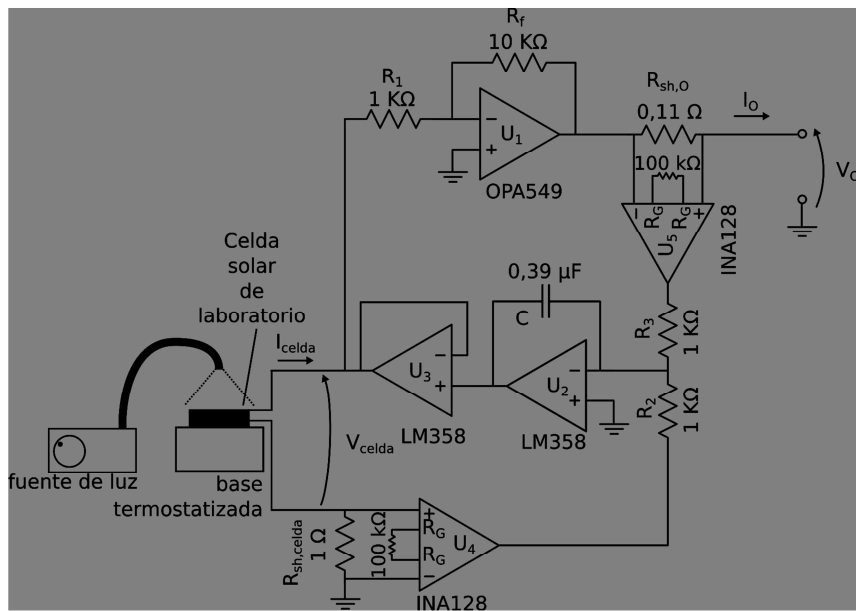 R_f
10 KΩ
R_1
1 KΩ
−
+
U_1
OPA549
R_sh,O
0,11 Ω
I_O
100 kΩ
−
R_G
R_G
+
U_5
INA128
V_O
Celda
solar
de
laboratorio
I_celda
0,39 µF
C
R_3
1 KΩ
−
+
U_3
LM358
−
+
U_2
LM358
R_2
1 KΩ
V_celda
fuente de luz
base
termostatizada
R_sh,celda
1 Ω
100 kΩ
+
R_G
R_G
−
U_4
INA128